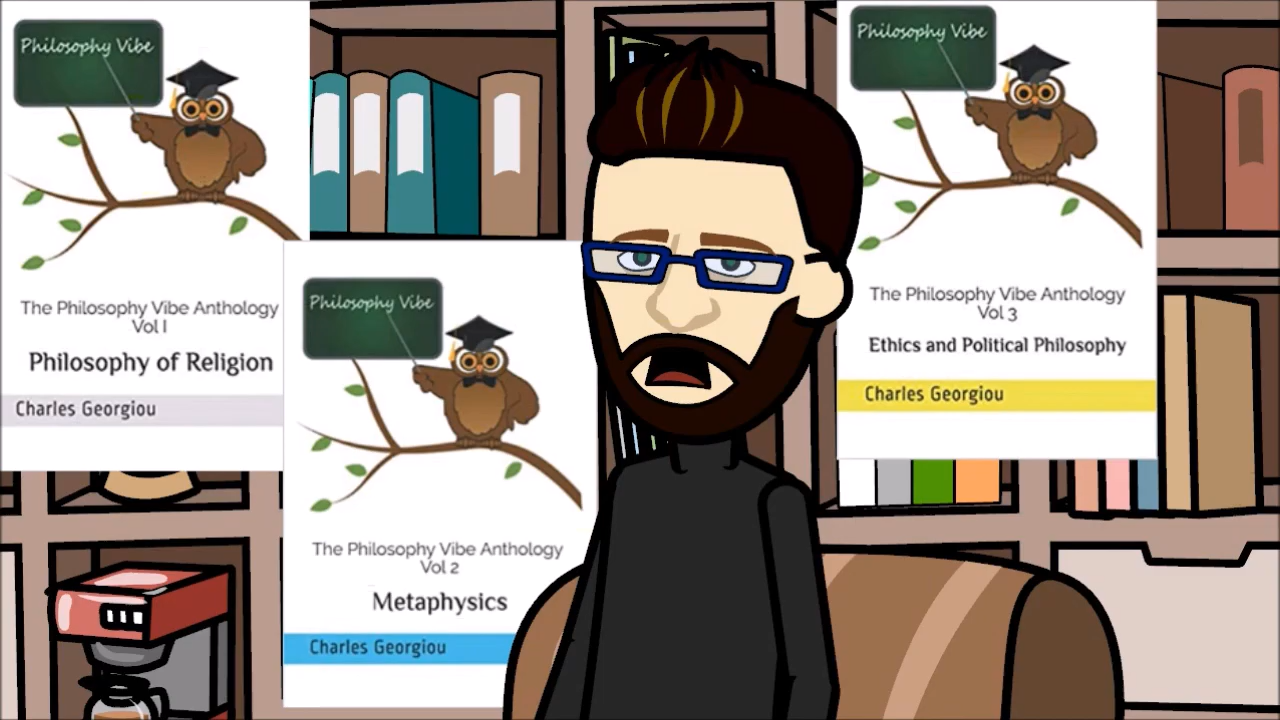 Philosophy Vibe
The Philosophy Vibe Anthology
Vol I
Philosophy of Religion
Charles Georgiou
Philosophy Vibe
The Philosophy Vibe Anthology
Vol 2
Metaphysics
Charles Georgiou
Philosophy Vibe
The Philosophy Vibe Anthology
Vol 3
Ethics and Political Philosophy
Charles Georgiou